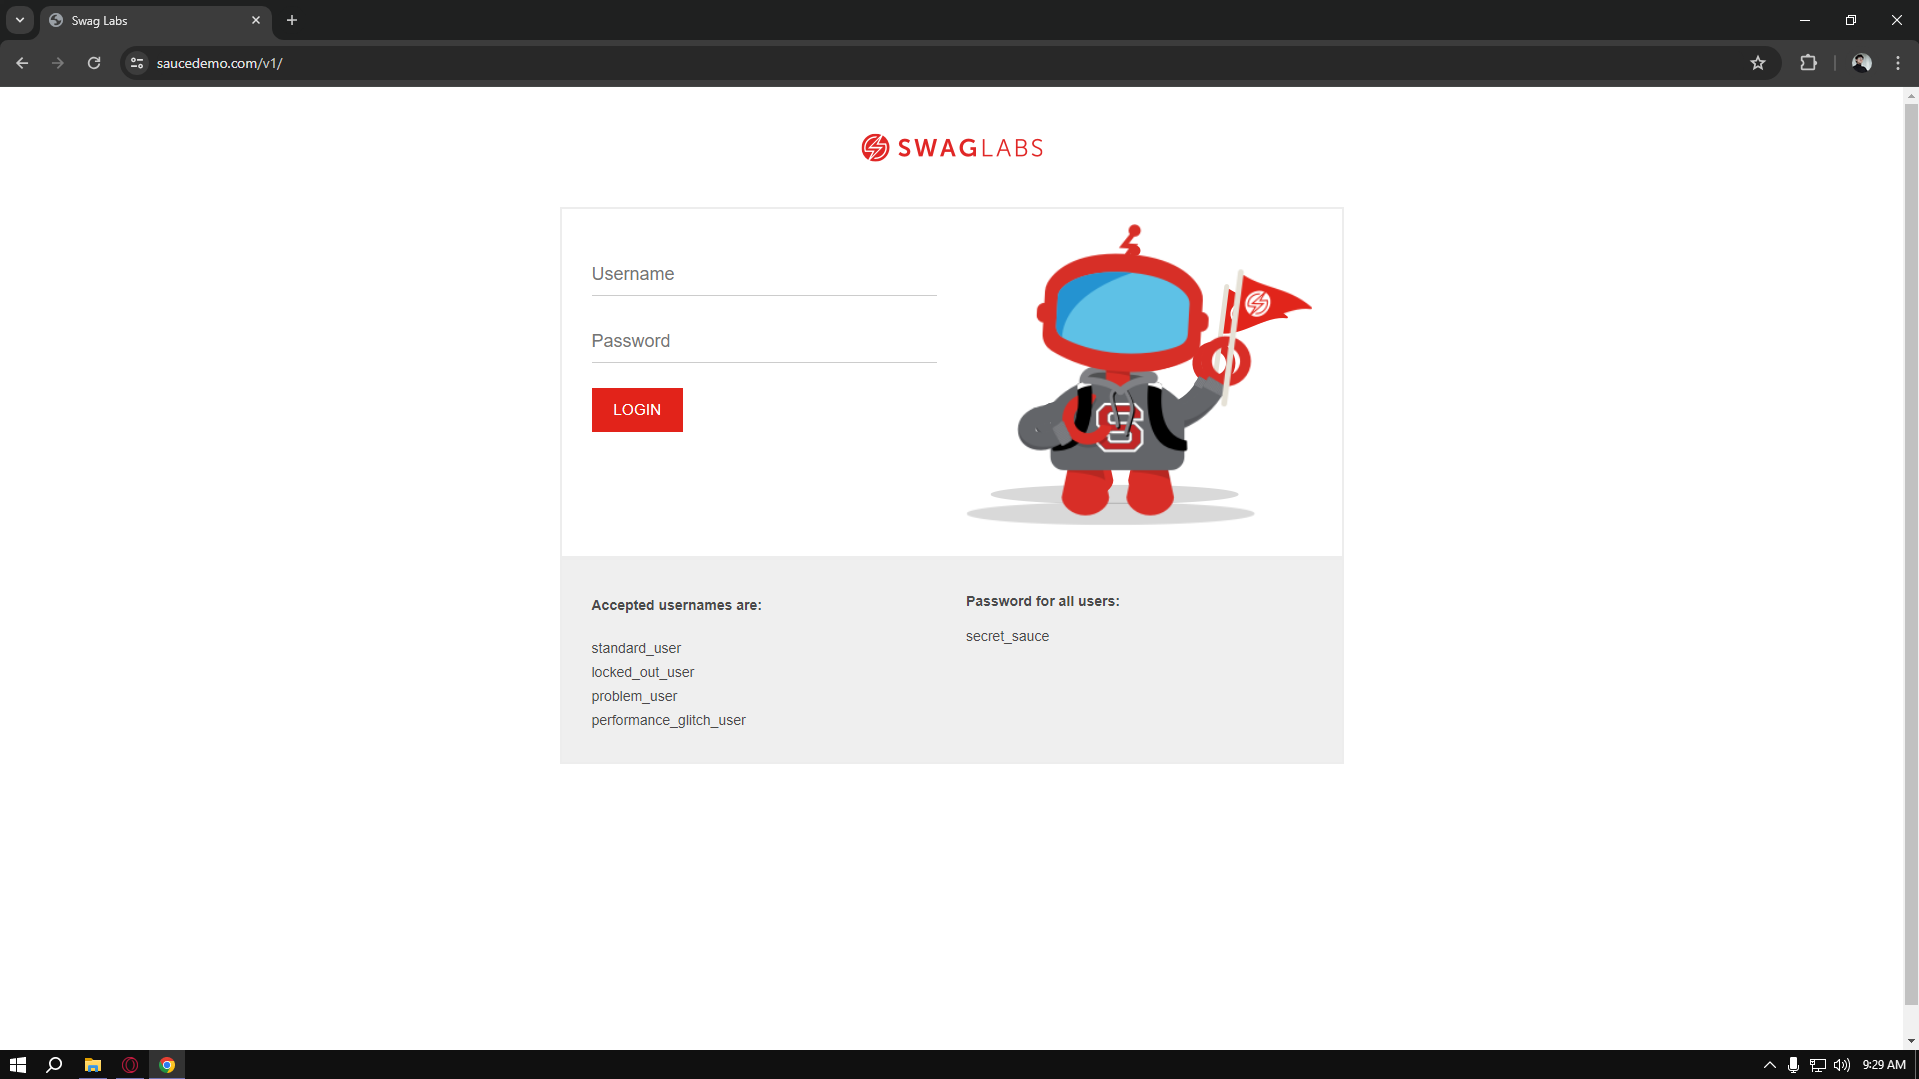 Swag Labs
saucedemo.com/v1/
SWAGLABS
Username
Password
LOGIN
S
Accepted usernames are:
standard_user
locked_out_user
problem_user
performance_glitch_user
Password for all users:
secret_sauce
9:29 AM